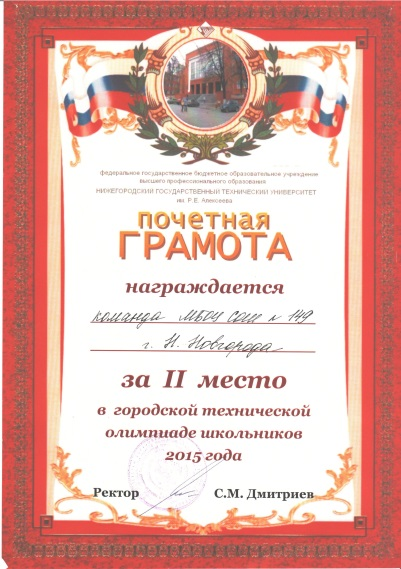 федеральное государственное бюджетное образовательное учреждение
высшего профессионального образования
НИЖЕГОРОДСКИЙ ГОСУДАРСТВЕННЫЙ ТЕХНИЧЕСКИЙ УНИВЕРСИТЕТ
им. Р.Е. Алексеева
почетная
ГРАМОТА
награждается
команда МБОУ СОШ № 149
г. Н. Новгорода
за II место
в городской технической
олимпиаде школьников
2015 года
Ректор С.М. Дмитриев